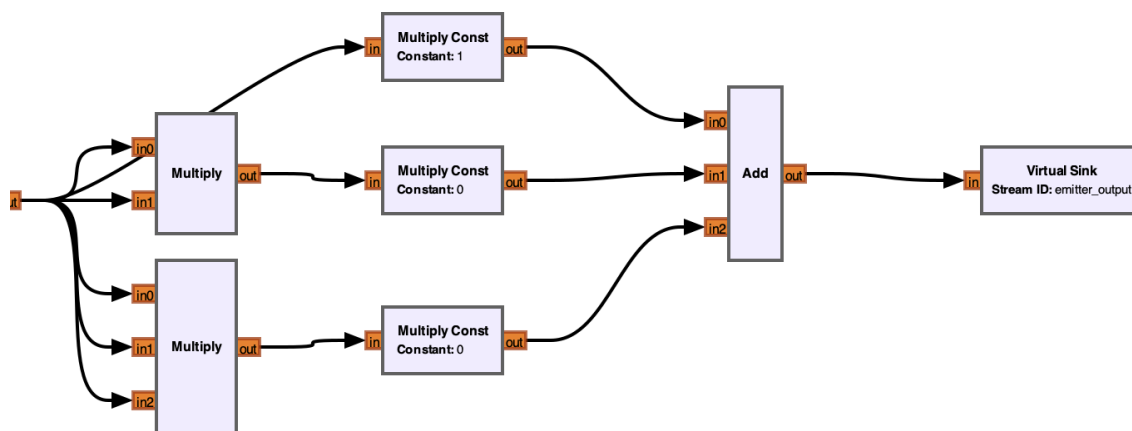 Multiply Const
in
out
Constant: 1
in0
Multiply
out
in1
in
Multiply Const
Constant: 0
out
in0
in1
Add
out
in2
in
Virtual Sink
Stream ID: emitter_output
in0
in1
Multiply
out
in2
in
Multiply Const
Constant: 0
out